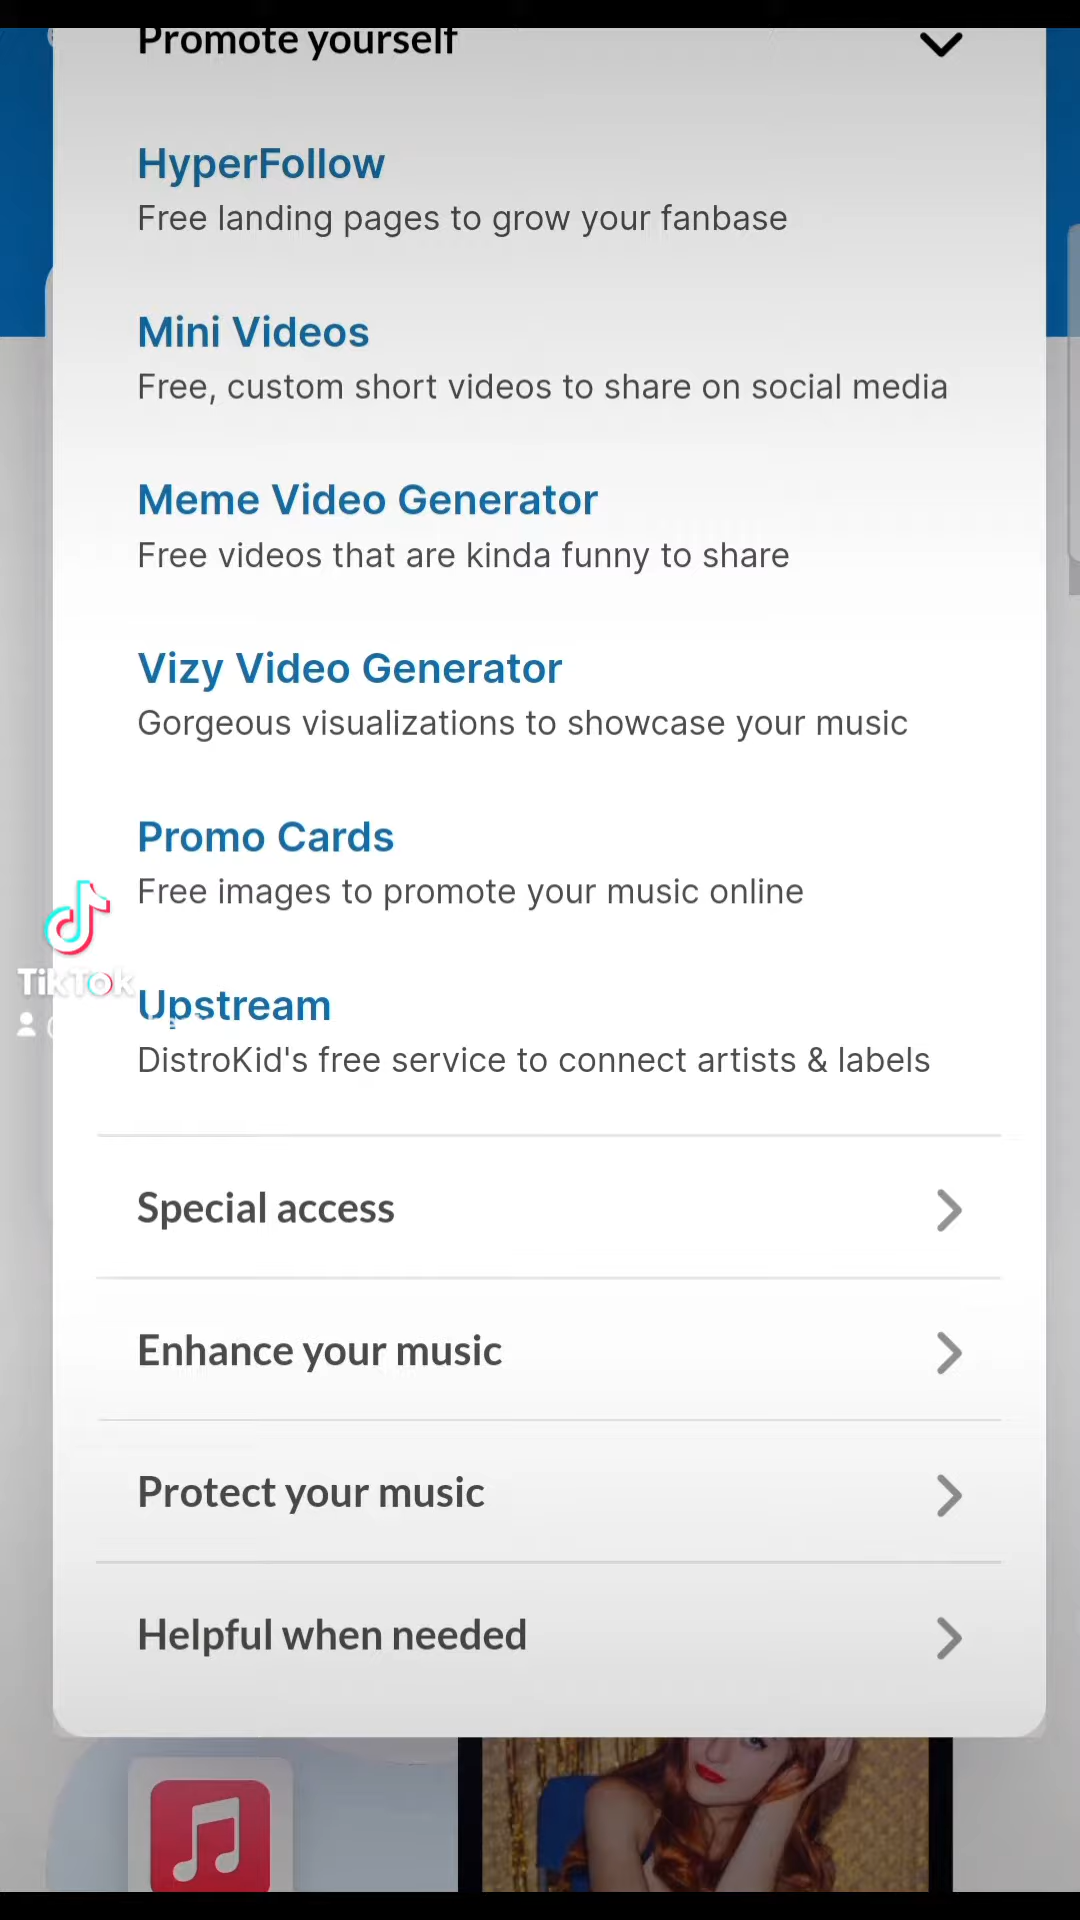 Promote yourself
HyperFollow
Free landing pages to grow your fanbase
Mini Videos
Free, custom short videos to share on social media
Meme Video Generator
Free videos that are kinda funny to share
Vizy Video Generator
Gorgeous visualizations to showcase your music
Promo Cards
Free images to promote your music online
TikTok
Upstream
DistroKid's free service to connect artists & labels
Special access
Enhance your music
Protect your music
Helpful when needed